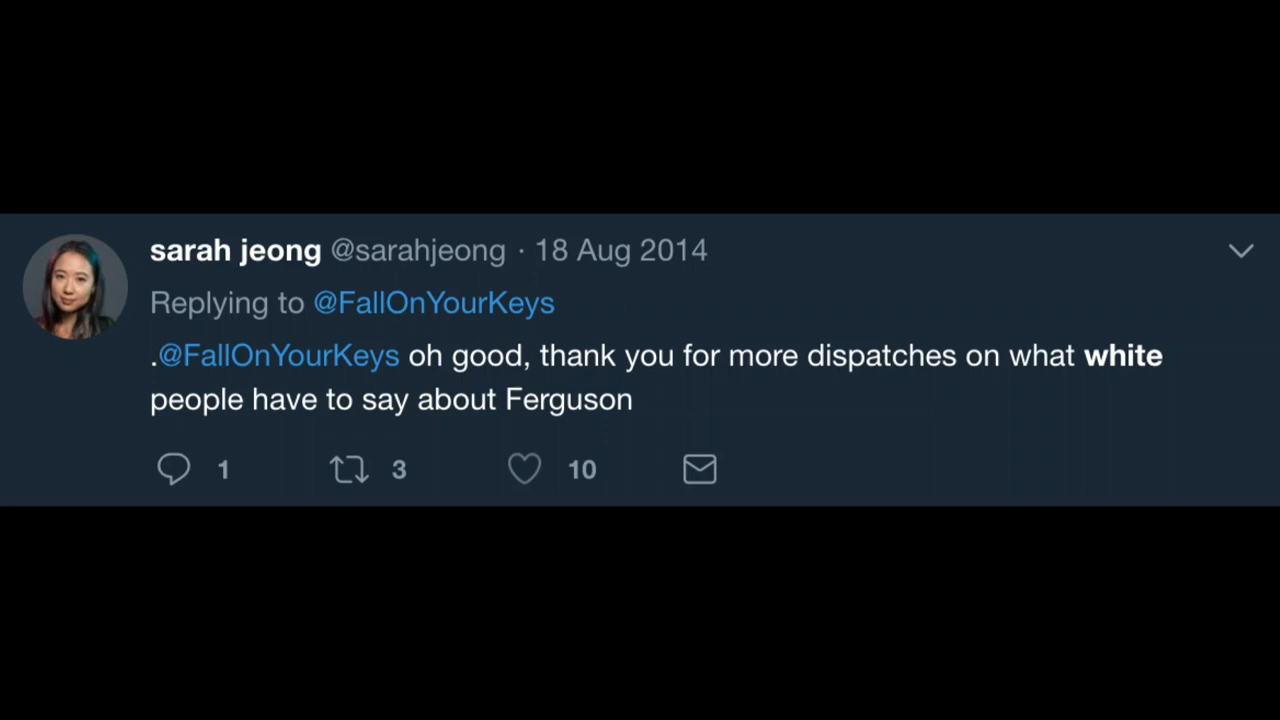 sarah jeong @sarahjeong · 18 Aug 2014
Replying to @FallOnYourKeys
.@FallOnYourKeys oh good, thank you for more dispatches on what white
people have to say about Ferguson
1 3 10